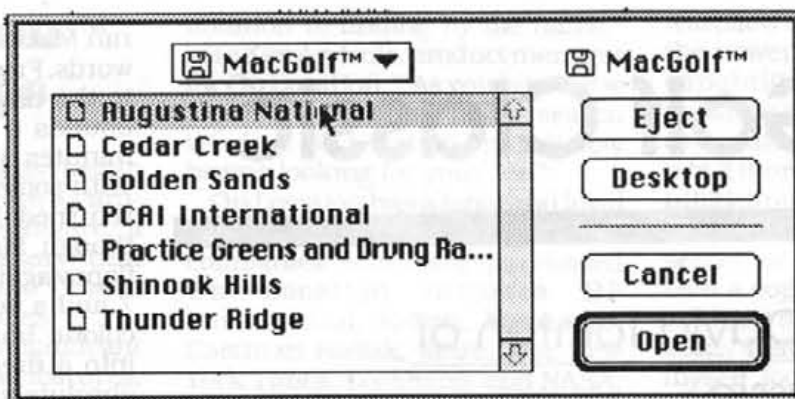 MacGolf™
MacGolf™
Augustina National
Cedar Creek
Golden Sands
PCAI International
Practice Greens and Drvng Ra...
Shinook Hills
Thunder Ridge
Eject
Desktop
Cancel
Open